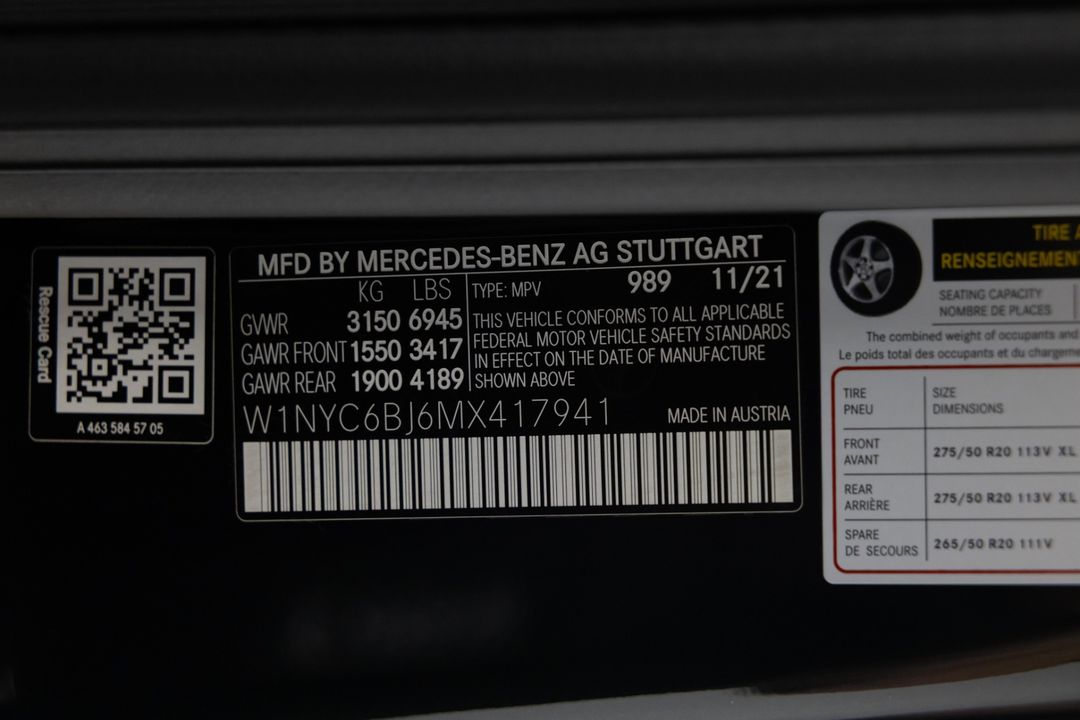 Rescue Card
A 463 584 57 05
MFD BY MERCEDES-BENZ AG STUTTGART
KG LBS
GVWR 3150 6945
GAWR FRONT 1550 3417
GAWR REAR 1900 4189
TYPE: MPV 989 11/21
THIS VEHICLE CONFORMS TO ALL APPLICABLE
FEDERAL MOTOR VEHICLE SAFETY STANDARDS
IN EFFECT ON THE DATE OF MANUFACTURE
SHOWN ABOVE
W1NYC6BJ6MX417941 MADE IN AUSTRIA
TIRE
RENSEIGNEMENT
SEATING CAPACITY
NOMBRE DE PLACES
The combined weight of occupants and
Le poids total des occupants et du chargeme
TIRE SIZE
PNEU DIMENSIONS
FRONT
AVANT 275/50 R20 113V XL
REAR
ARRIÈRE 275/50 R20 113V XL
SPARE
DE SECOURS 265/50 R20 111V